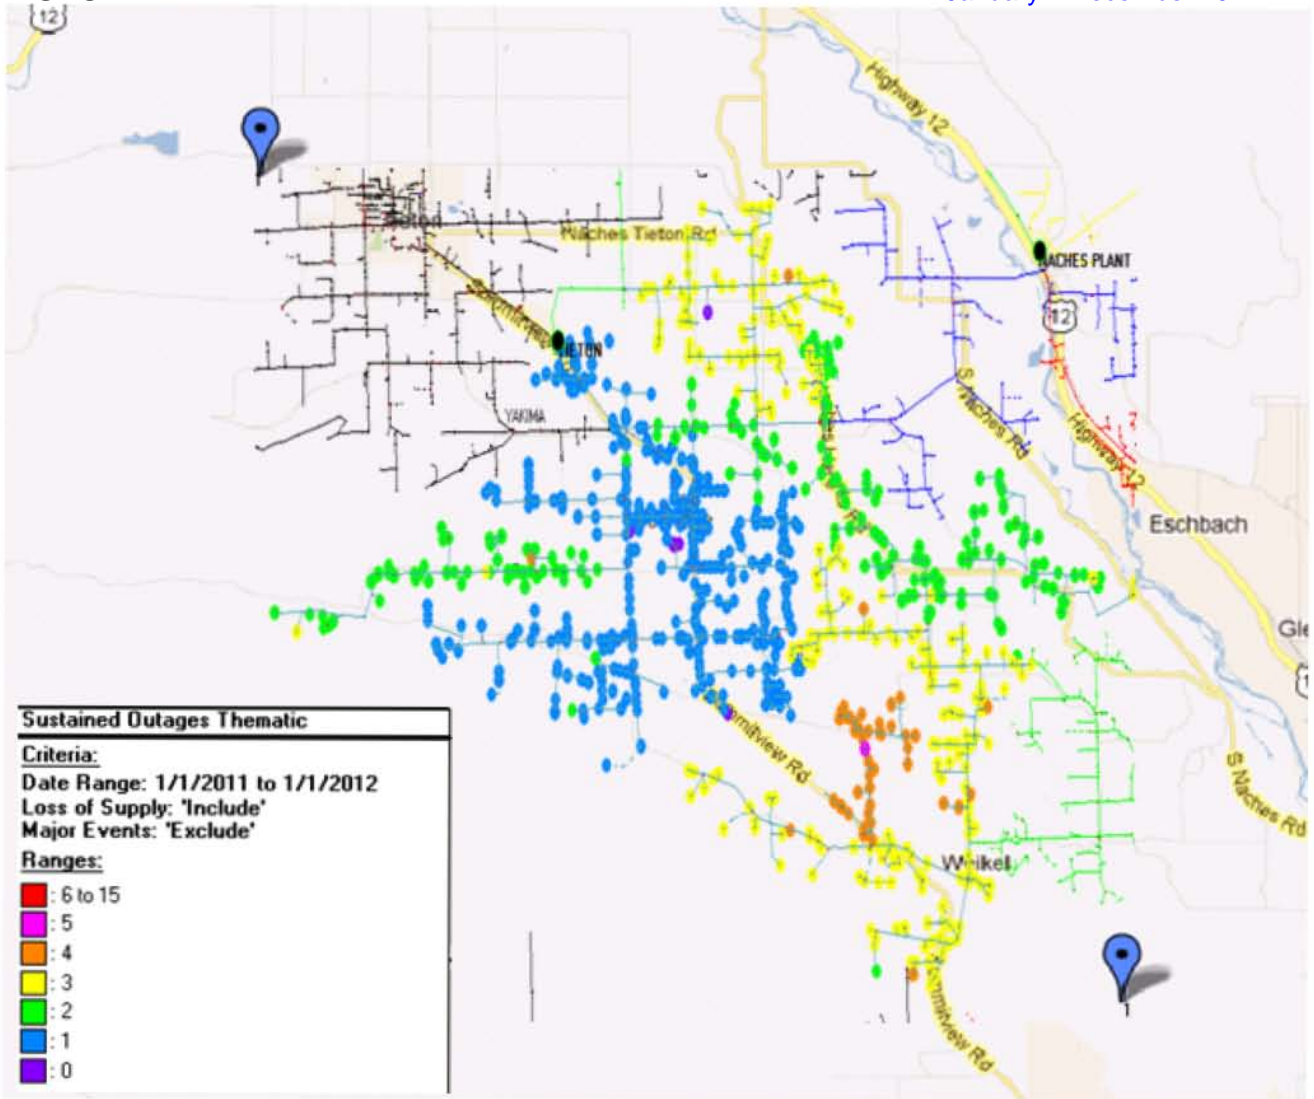 12
Highway 12
Naches Tieton Rd
NACHES PLANT
12
TIETON
YAKIMA
S Naches Rd
Highway 12
Eschbach
Summitview Rd
S Naches Rd
Weikel
1
Summitview Rd
Sustained Outages Thematic
Criteria:
Date Range: 1/1/2011 to 1/1/2012
Loss of Supply: 'Include'
Major Events: 'Exclude'
Ranges:
: 6 to 15
: 5
: 4
: 3
: 2
: 1
: 0